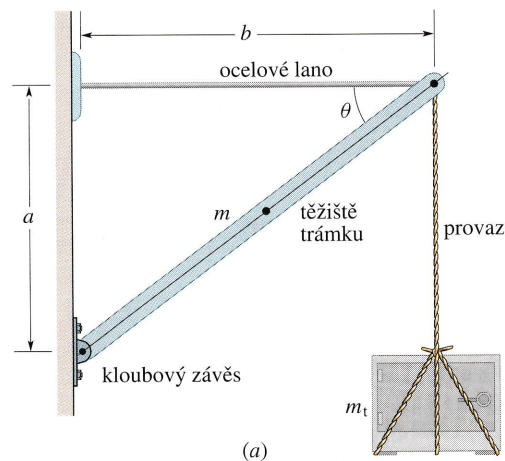 b
ocelové lano
θ
a
m
těžiště
trámku
provaz
kloubový závěs
m_t
(a)